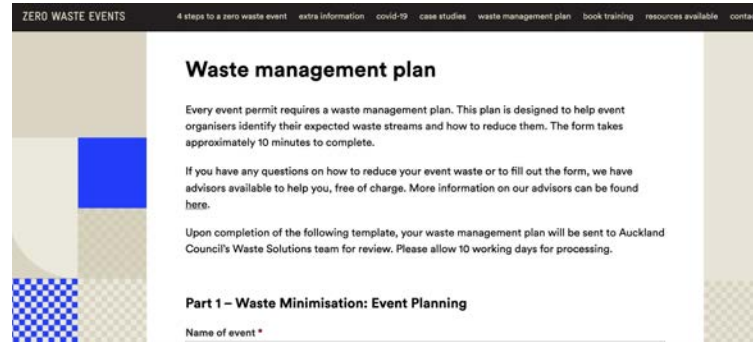 ZERO WASTE EVENTS
4 steps to a zero waste event extra information covid-19 case studies waste management plan book training resources available conta
Waste management plan
Every event permit requires a waste management plan. This plan is designed to help event
organisers identify their expected waste streams and how to reduce them. The form takes
approximately 10 minutes to complete.
If you have any questions on how to reduce your event waste or to fill out the form, we have
advisors available to help you, free of charge. More information on our advisors can be found
here.
Upon completion of the following template, your waste management plan will be sent to Auckland
Council's Waste Solutions team for review. Please allow 10 working days for processing.
Part 1 – Waste Minimisation: Event Planning
Name of event *